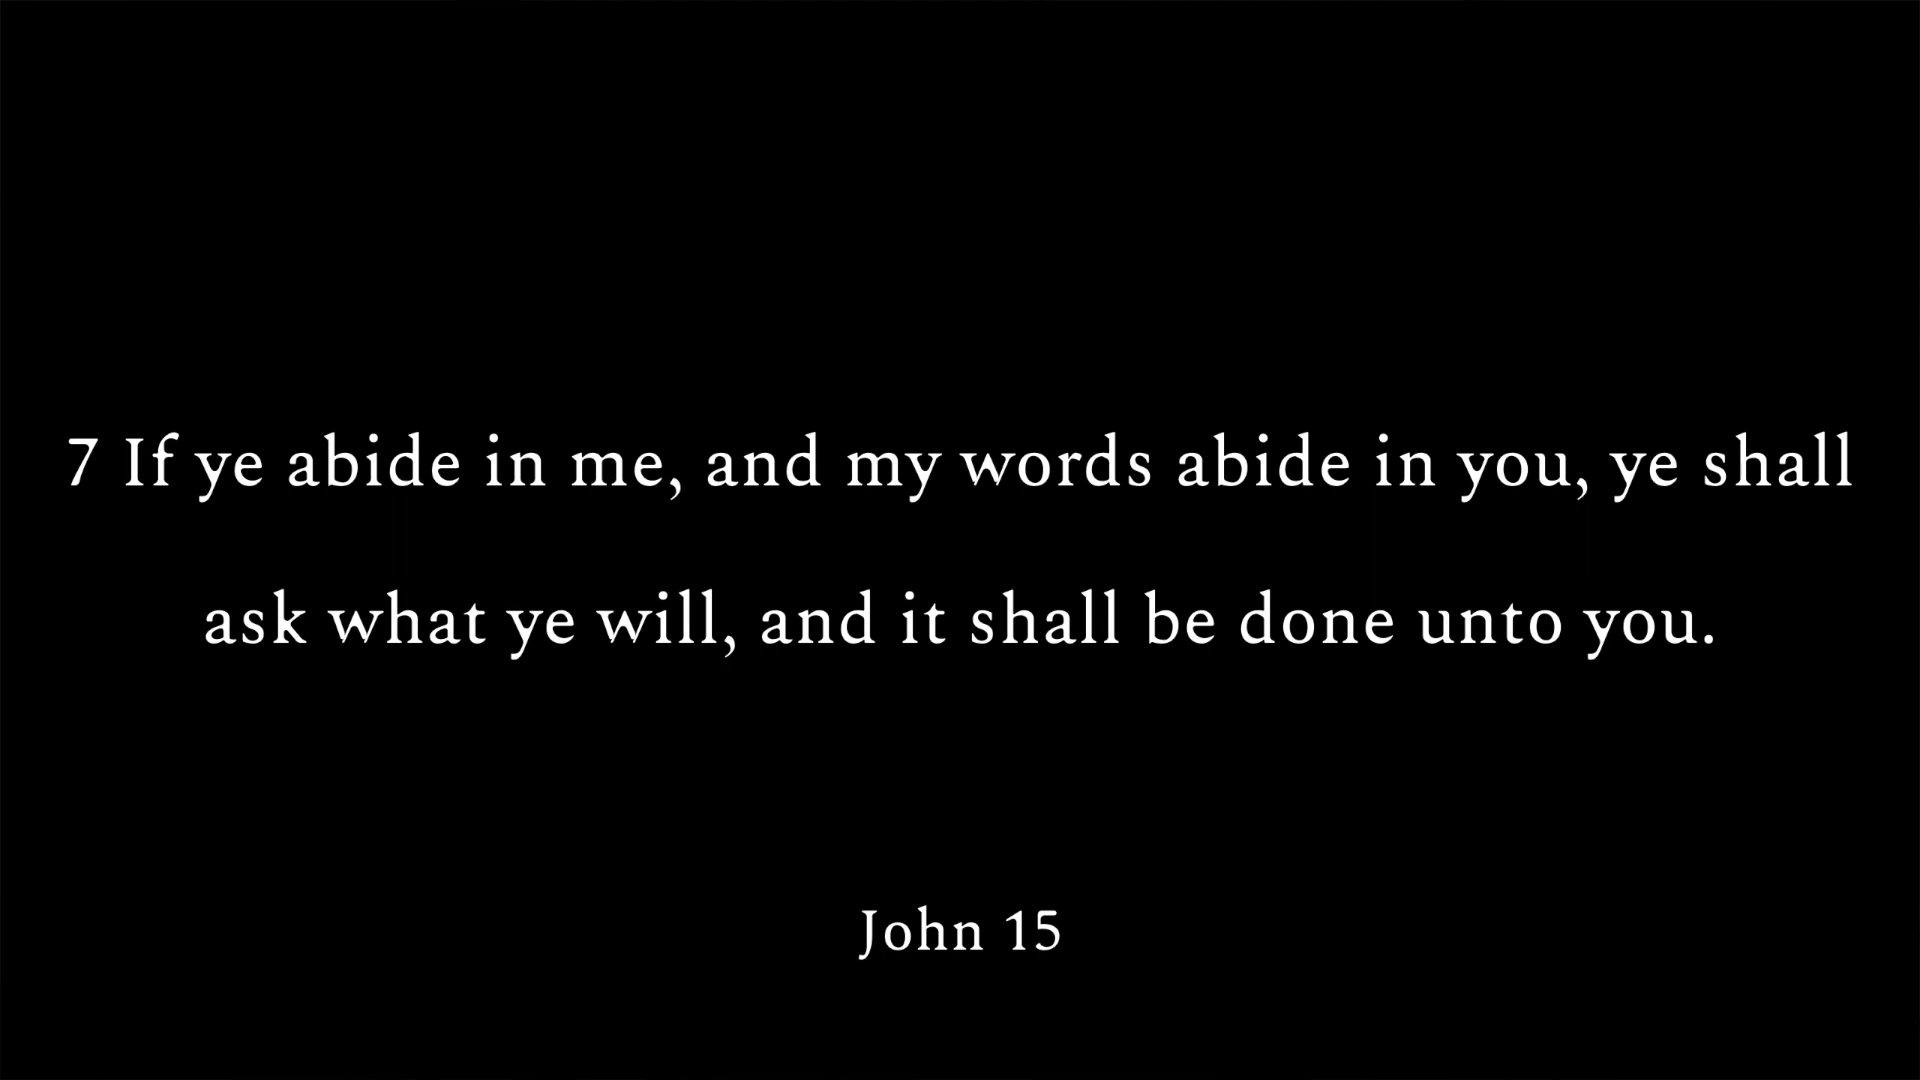 7 If ye abide in me, and my words abide in you, ye shall
ask what ye will, and it shall be done unto you.
John 15